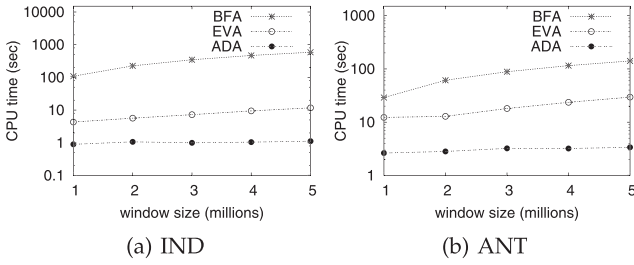 CPU time (sec)
10000
1000
100
10
1
0.1
BFA
EVA
ADA
1 2 3 4 5
window size (millions)
(a) IND
CPU time (sec)
1000
100
10
1
BFA
EVA
ADA
1 2 3 4 5
window size (millions)
(b) ANT